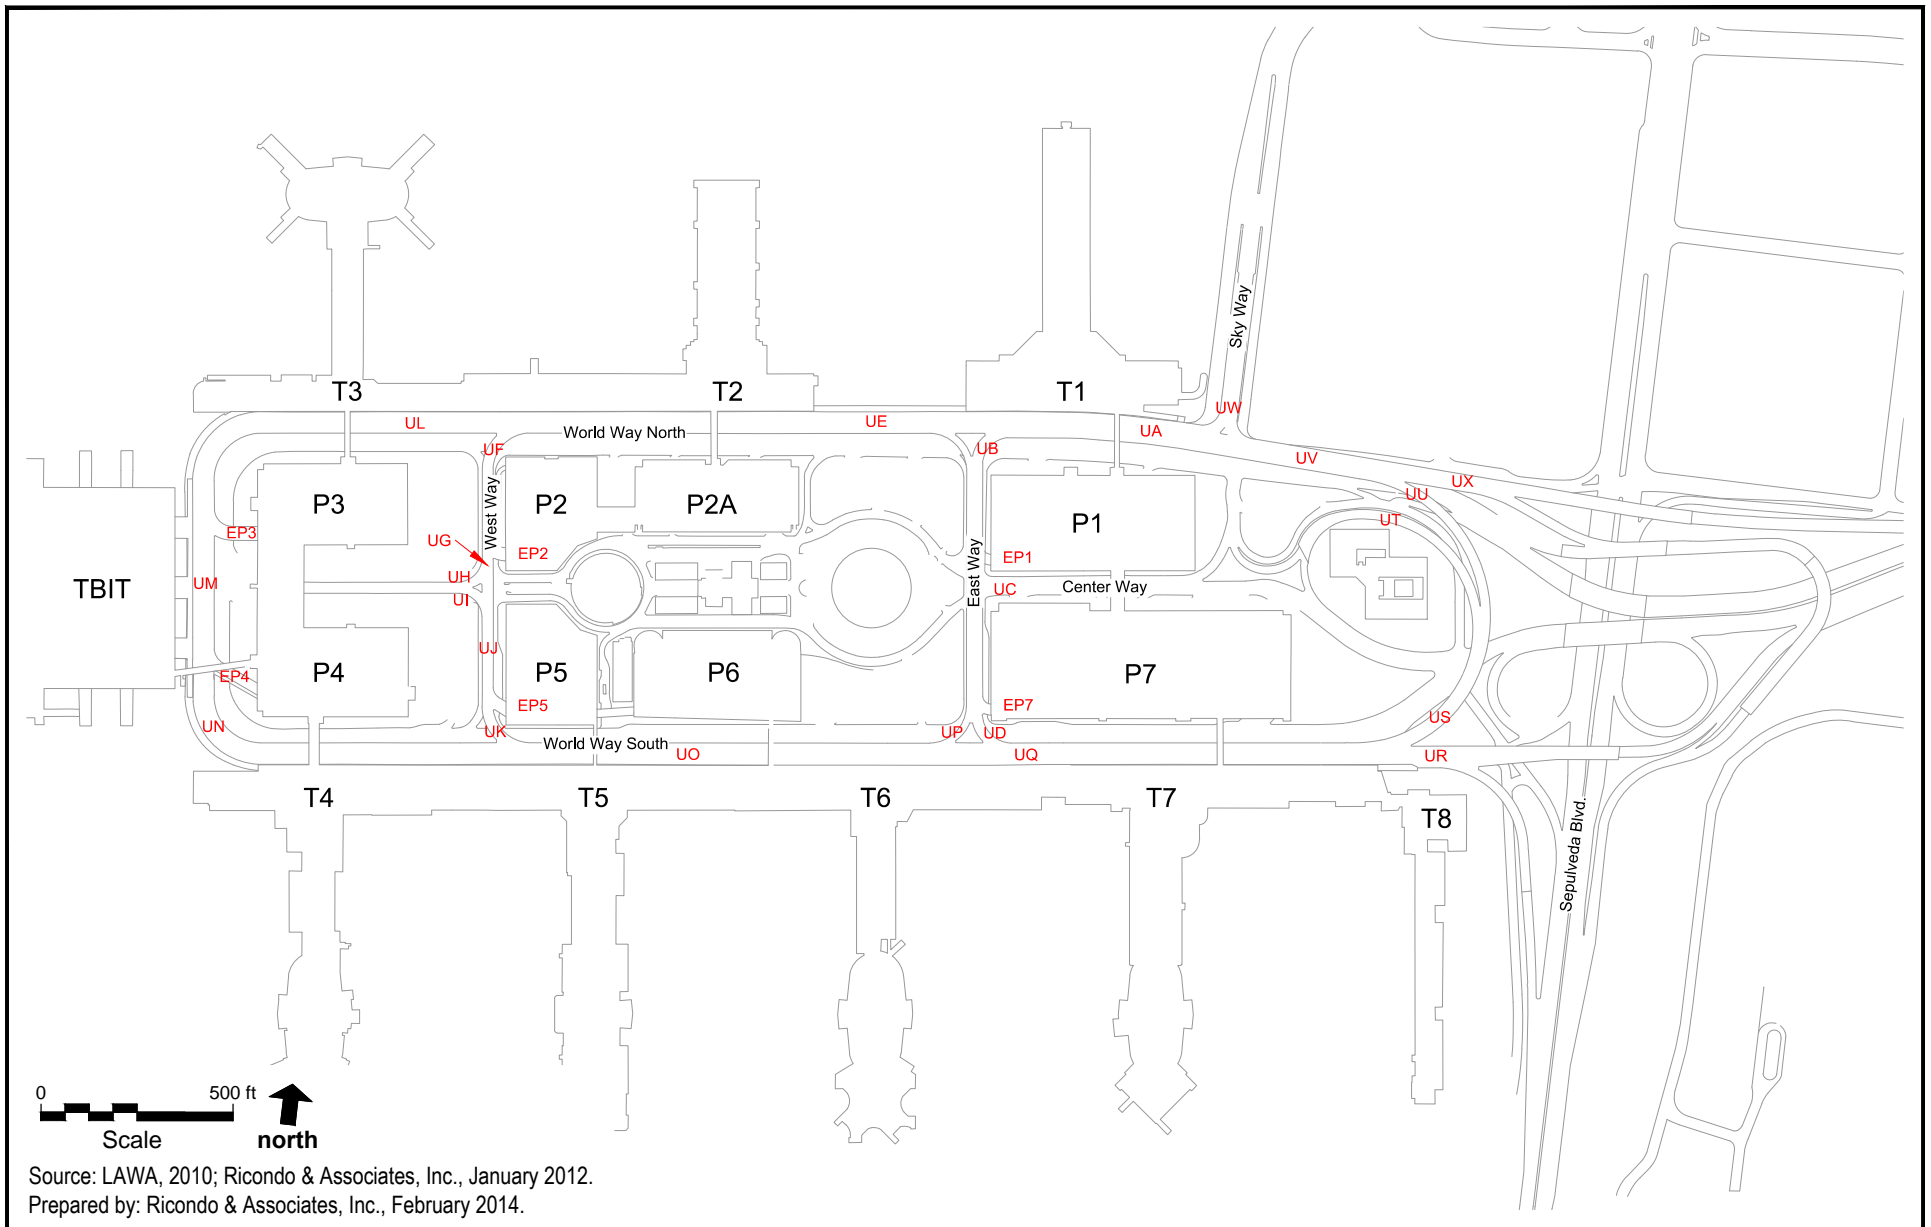 Sky Way
T3
T2
T1
UW
UL
UE
UA
World Way North
UF
UB
UV
UX
UU
UT
P3
West Way
P2
P2A
P1
EP3
UG
EP2
EP1
TBIT
UM
UH
UI
East Way
UC
Center Way
UJ
P4
P5
P6
P7
EP4
EP5
EP7
UN
UK
UP
UD
US
World Way South
UO
UQ
UR
T4
T5
T6
T7
T8
Sepulveda Blvd.
0 500 ft
Scale
north
Source: LAWA, 2010; Ricondo & Associates, Inc., January 2012.
Prepared by: Ricondo & Associates, Inc., February 2014.